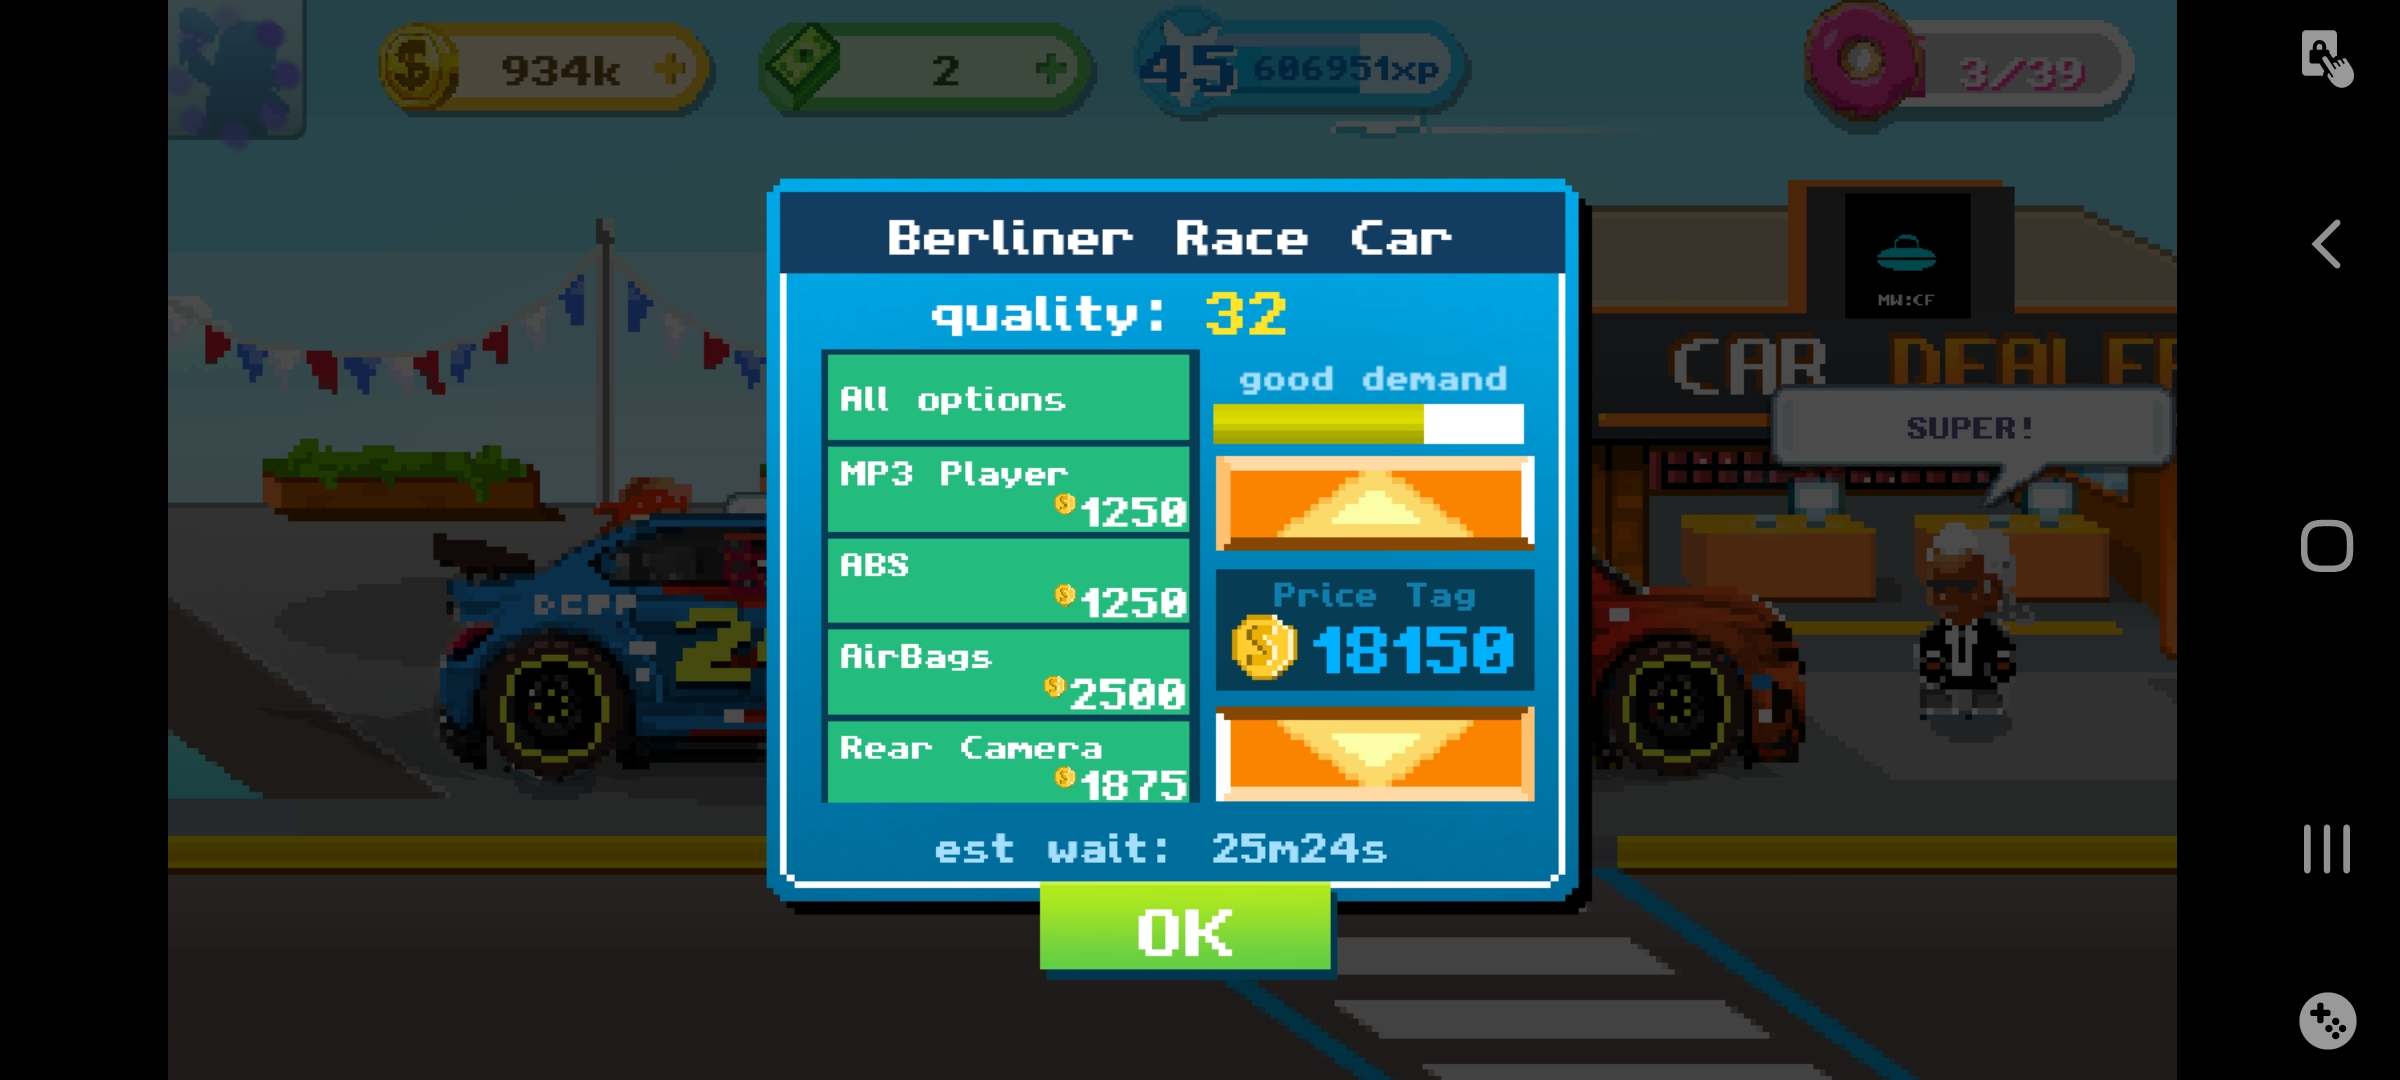 934k
2
45 606951xp
3/39
Berliner Race Car
quality: 32
All options
MP3 Player
1250
ABS
1250
AirBags
2500
Rear Camera
1875
good demand
Price Tag
18150
est wait: 25m24s
OK
MW:CF
CAR DEALER
SUPER!